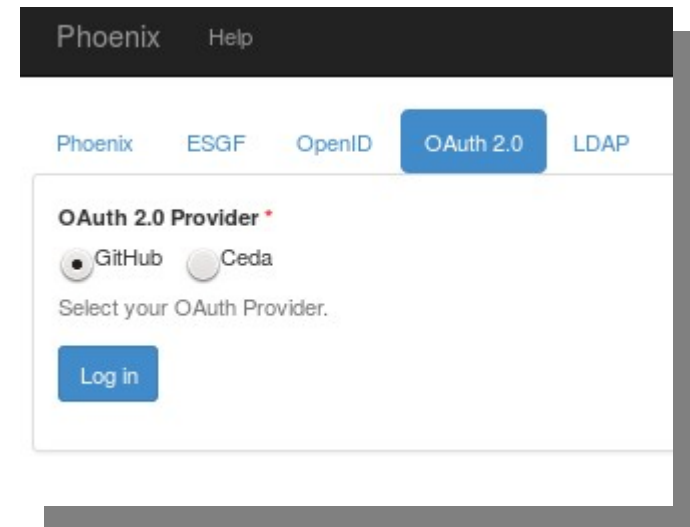 Phoenix Help
Phoenix ESGF OpenID OAuth 2.0 LDAP
OAuth 2.0 Provider *
GitHub Ceda
Select your OAuth Provider.
Log in